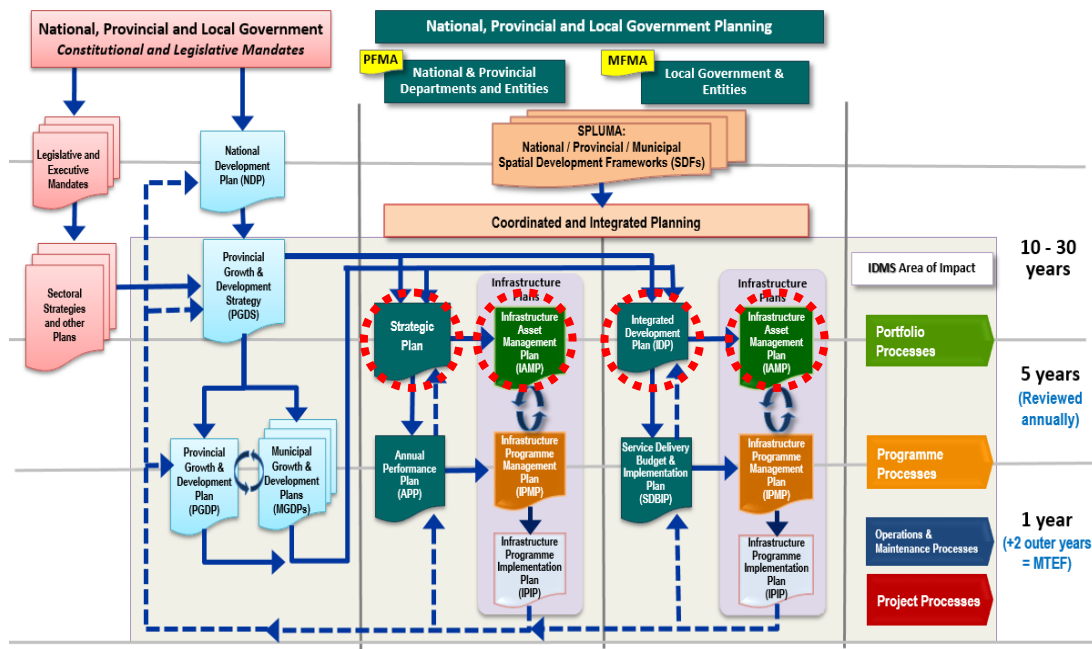 National, Provincial and Local Government
Constitutional and Legislative Mandates
National, Provincial and Local Government Planning
PFMA
National & Provincial
Departments and Entities
MFMA
Local Government &
Entities
SPLUMA:
National / Provincial / Municipal
Spatial Development Frameworks (SDFs)
Legislative and
Executive
Mandates
National
Development
Plan (NDP)
Coordinated and Integrated Planning
Sectoral
Strategies
and other
Plans
Provincial
Growth &
Development
Strategy
(PGDS)
Strategic
Plan
Infrastructure
Plans
Infrastructure
Asset
Management
Plan
(IAMP)
Integrated
Development
Plan (IDP)
Infrastructure
Plans
Infrastructure
Asset
Management
Plan
(IAMP)
IDMS Area of Impact
10 - 30
years
Portfolio
Processes
5 years
(Reviewed
annually)
Provincial
Growth &
Development
Plan
(PGDP)
Municipal
Growth &
Development
Plans
(MGDPs)
Annual
Performance
Plan
(APP)
Infrastructure
Programme
Management
Plan
(IPMP)
Service Delivery
Budget &
Implementation
Plan
(SDBIP)
Infrastructure
Programme
Management
Plan
(IPMP)
Programme
Processes
Infrastructure
Programme
Implementation
Plan
(IPIP)
Infrastructure
Programme
Implementation
Plan
(IPIP)
Operations &
Maintenance Processes
1 year
(+2 outer years
= MTEF)
Project Processes